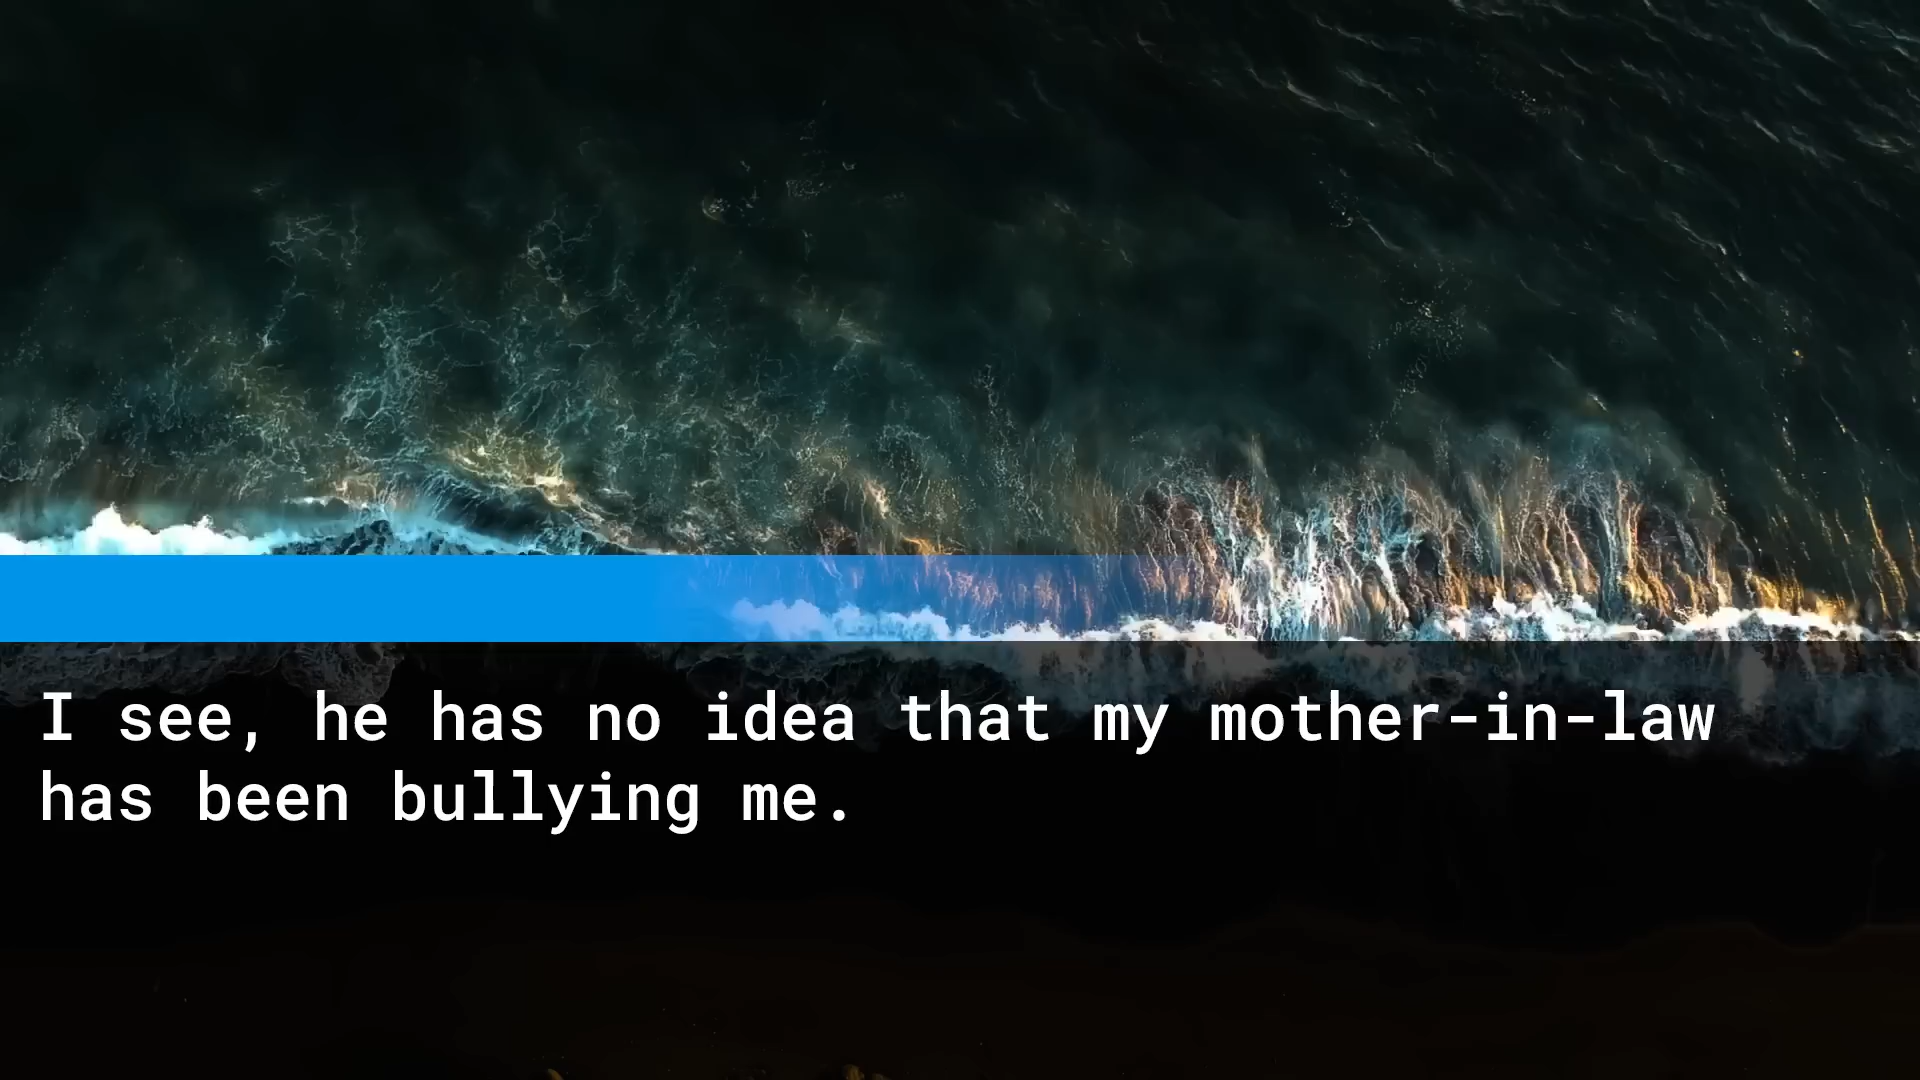 I see, he has no idea that my mother-in-law
has been bullying me.